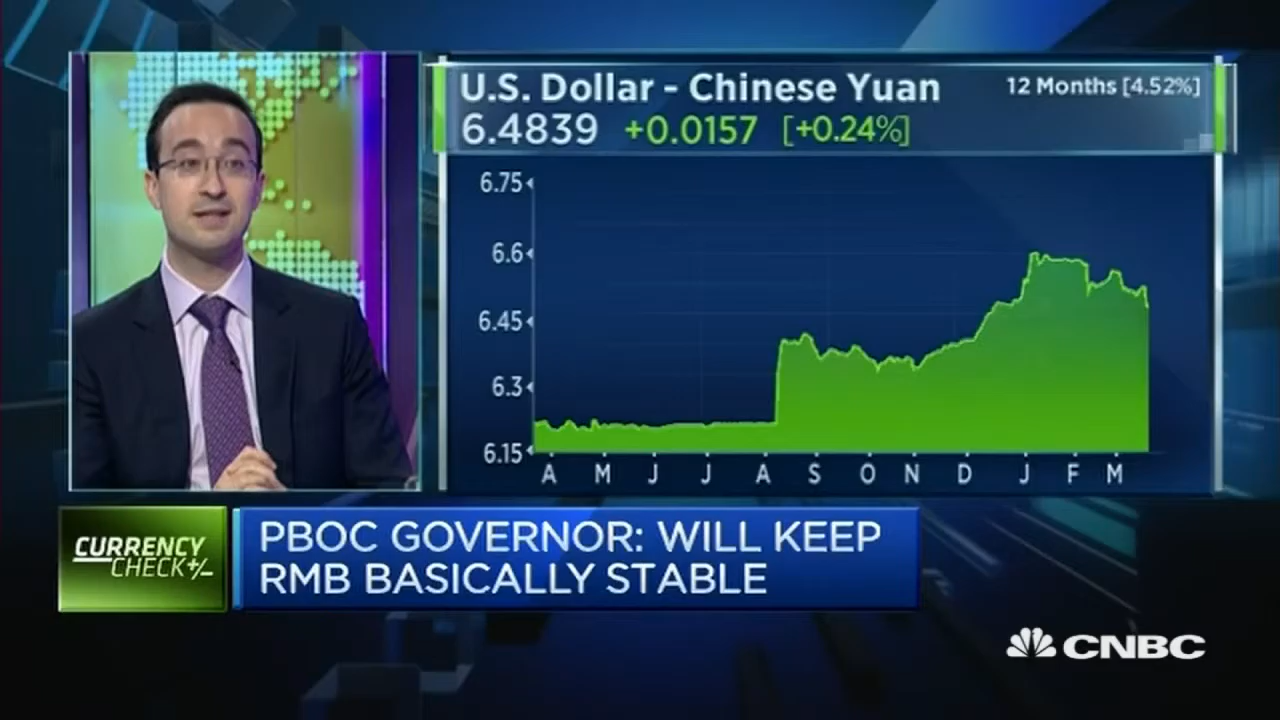 U.S. Dollar - Chinese Yuan
12 Months [4.52%]
6.4839 +0.0157 [+0.24%]
6.75
6.6
6.45
6.3
6.15
A M J J A S O N D J F M
CURRENCY
CHECK+/-
PBOC GOVERNOR: WILL KEEP
RMB BASICALLY STABLE
CNBC